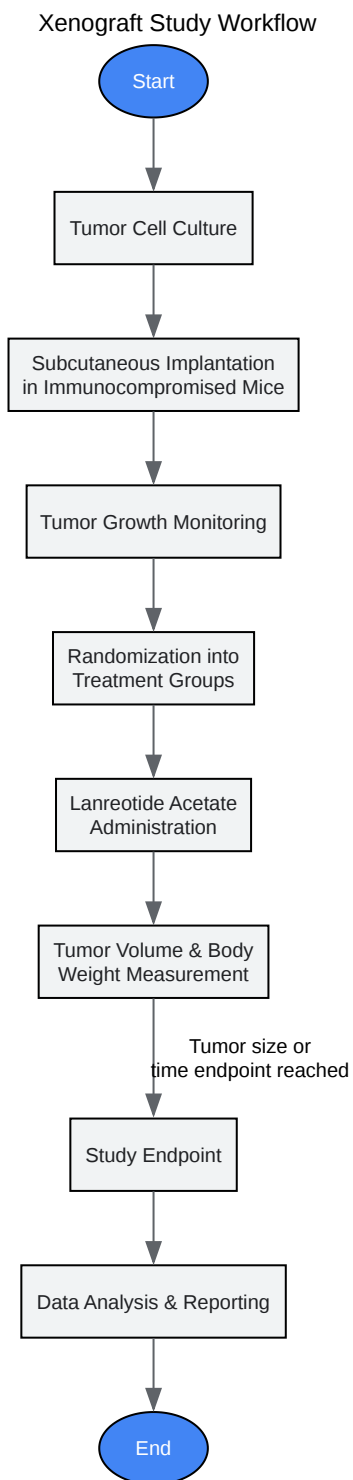 Xenograft Study Workflow
Start
Tumor Cell Culture
Subcutaneous Implantation
in Immunocompromised Mice
Tumor Growth Monitoring
Randomization into
Treatment Groups
Lanreotide Acetate
Administration
Tumor Volume & Body
Weight Measurement
Tumor size or
time endpoint reached
Study Endpoint
Data Analysis & Reporting
End